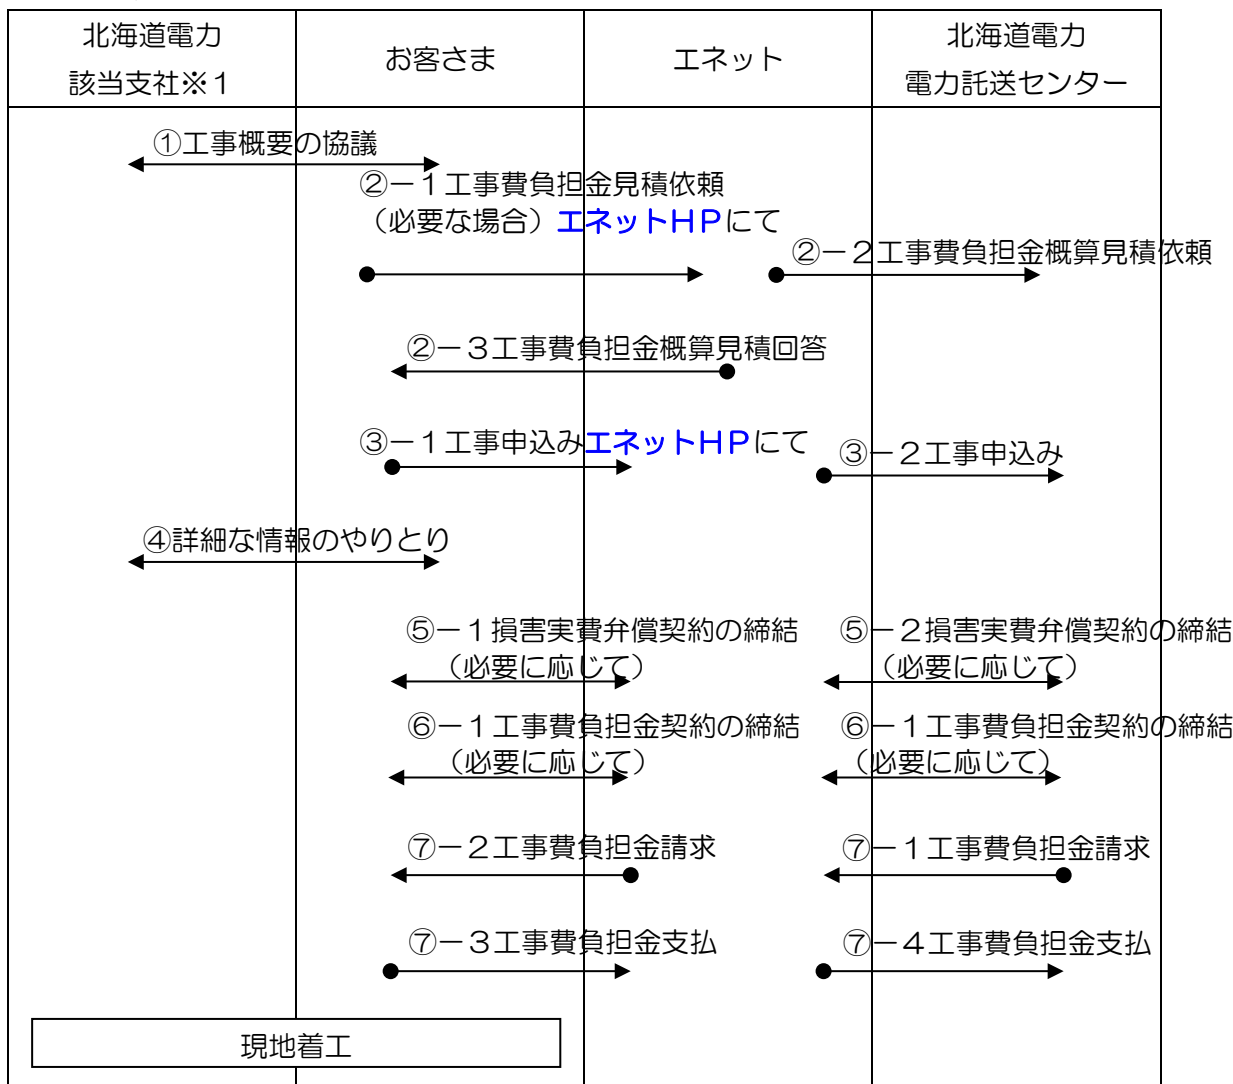 北海道電力
該当支社※１
お客さま
エネット
北海道電力
電力託送センター
①工事概要の協議
②－１工事費負担金見積依頼
（必要な場合）エネットＨＰにて
②－２工事費負担金概算見積依頼
②－３工事費負担金概算見積回答
③－１工事申込みエネットＨＰにて
③－２工事申込み
④詳細な情報のやりとり
⑤－１損害実費弁償契約の締結
（必要に応じて）
⑤－２損害実費弁償契約の締結
（必要に応じて）
⑥－１工事費負担金契約の締結
（必要に応じて）
⑥－１工事費負担金契約の締結
（必要に応じて）
⑦－２工事費負担金請求
⑦－１工事費負担金請求
⑦－３工事費負担金支払
⑦－４工事費負担金支払
現地着工